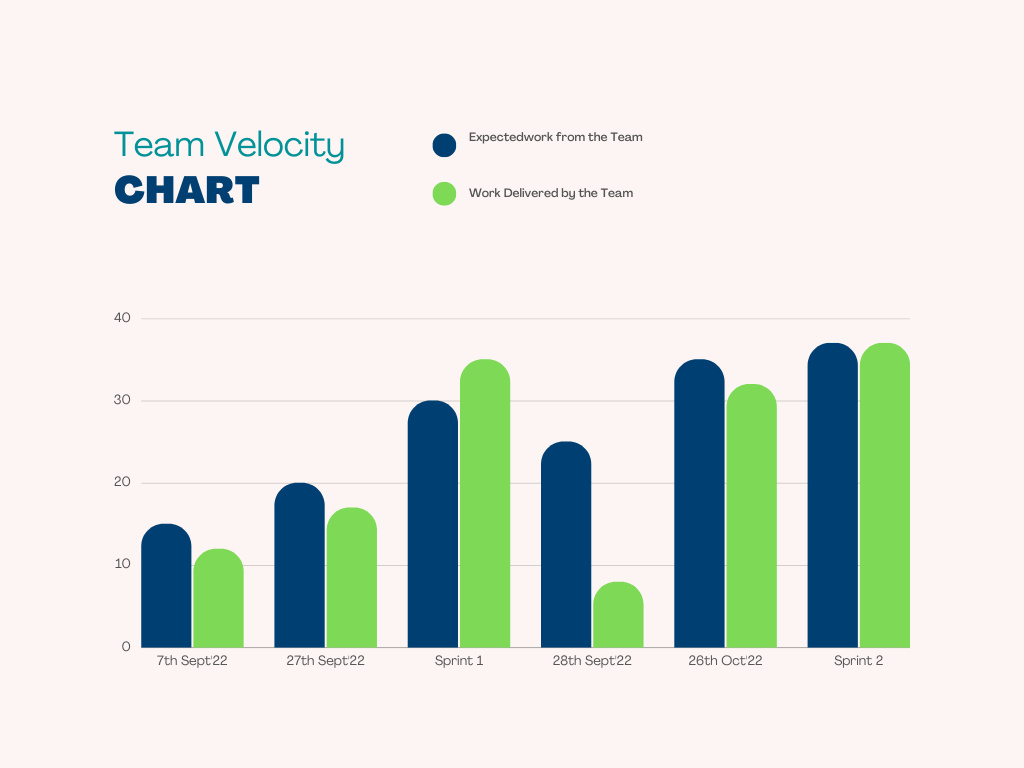 Team Velocity
CHART
Expectedwork from the Team
Work Delivered by the Team
40
30
20
10
0
7th Sept'22
27th Sept'22
Sprint 1
28th Sept'22
26th Oct'22
Sprint 2